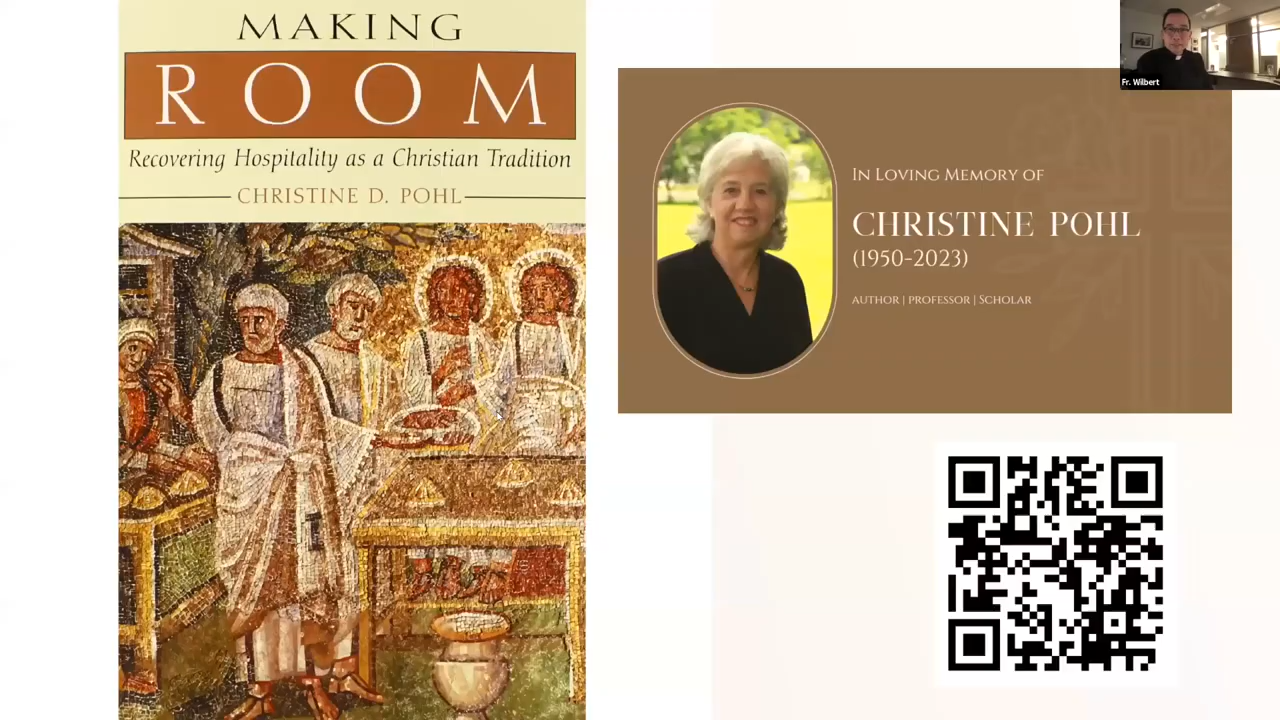 MAKING
ROOM
Recovering Hospitality as a Christian Tradition
CHRISTINE D. POHL
In Loving Memory of
CHRISTINE POHL
(1950-2023)
AUTHOR | PROFESSOR | SCHOLAR
Fr. Wilbert